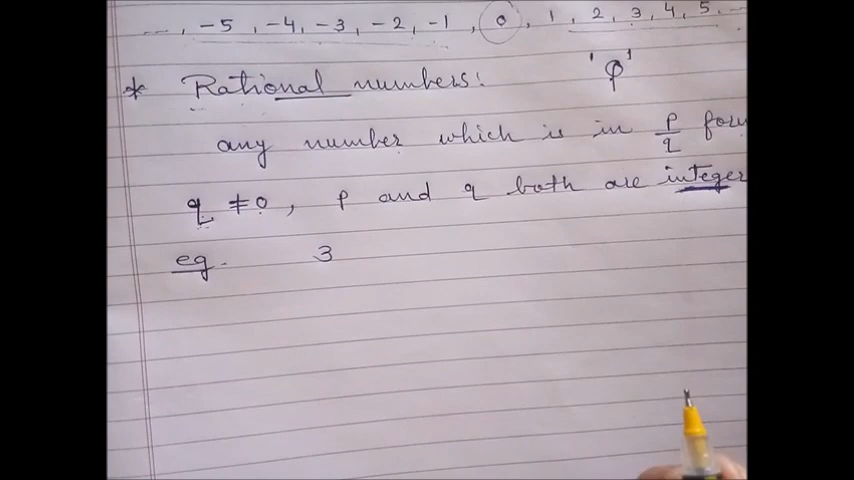 ..., -5, -4, -3, -2, -1, 0, 1, 2, 3, 4, 5, ...
* Rational numbers: 'φ'
any number which is in p/q form
q ≠ 0, p and q both are integer
eg. 3